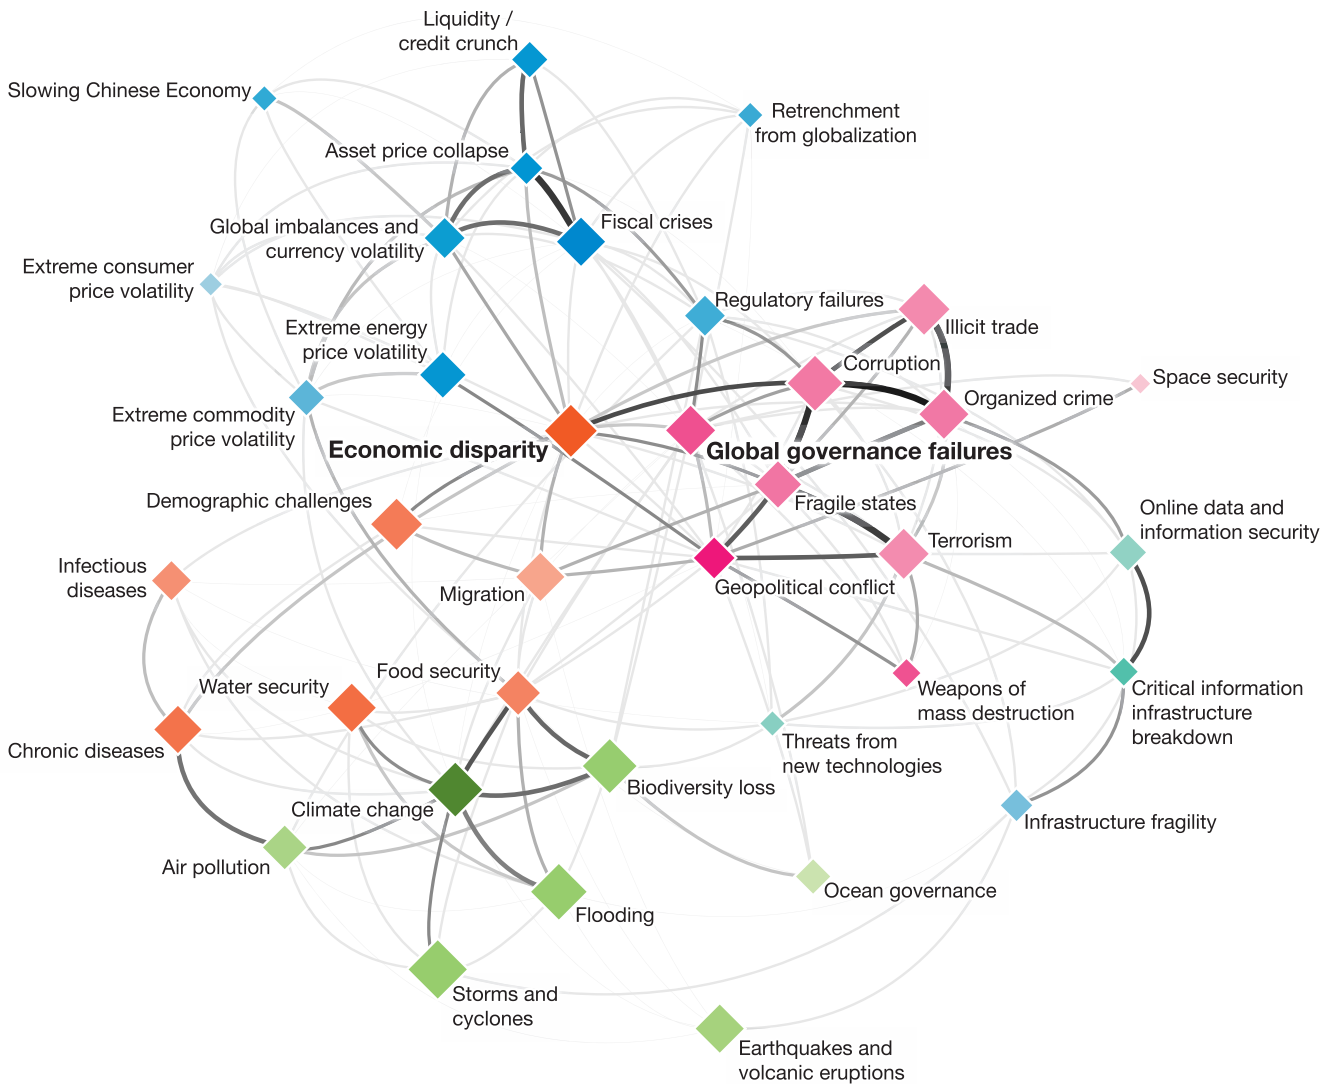 Liquidity /
credit crunch
Slowing Chinese Economy
Retrenchment
from globalization
Asset price collapse
Global imbalances and
currency volatility
Fiscal crises
Extreme consumer
price volatility
Regulatory failures
Illicit trade
Extreme energy
price volatility
Corruption
Space security
Organized crime
Extreme commodity
price volatility
Economic disparity
Global governance failures
Demographic challenges
Fragile states
Online data and
information security
Terrorism
Infectious
diseases
Migration
Geopolitical conflict
Food security
Water security
Weapons of
mass destruction
Critical information
infrastructure
breakdown
Chronic diseases
Threats from
new technologies
Biodiversity loss
Climate change
Infrastructure fragility
Air pollution
Ocean governance
Flooding
Storms and
cyclones
Earthquakes and
volcanic eruptions